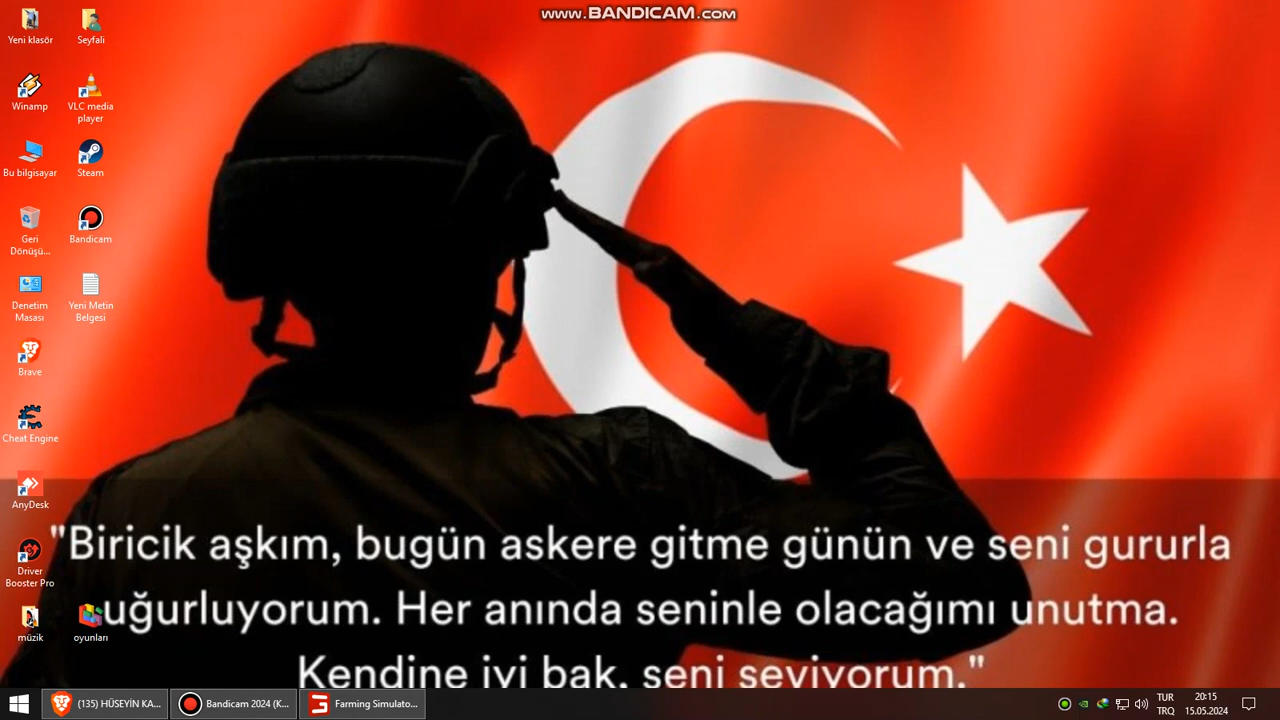 www.BANDICAM.com
Yeni klasör
Seyfali
Winamp
VLC media
player
Bu bilgisayar
Steam
Geri
Dönüşü...
Bandicam
Denetim
Masası
Yeni Metin
Belgesi
Brave
Cheat Engine
AnyDesk
Driver
Booster Pro
müzik
oyunları
"Biricik aşkım, bugün askere gitme günün ve seni gururla
uğurluyorum. Her anında seninle olacağımı unutma.
Kendine iyi bak, seni seviyorum."
(135) HÜSEYİN KA...
Bandicam 2024 (K...
Farming Simulato...
TUR
TRQ
20:15
15.05.2024